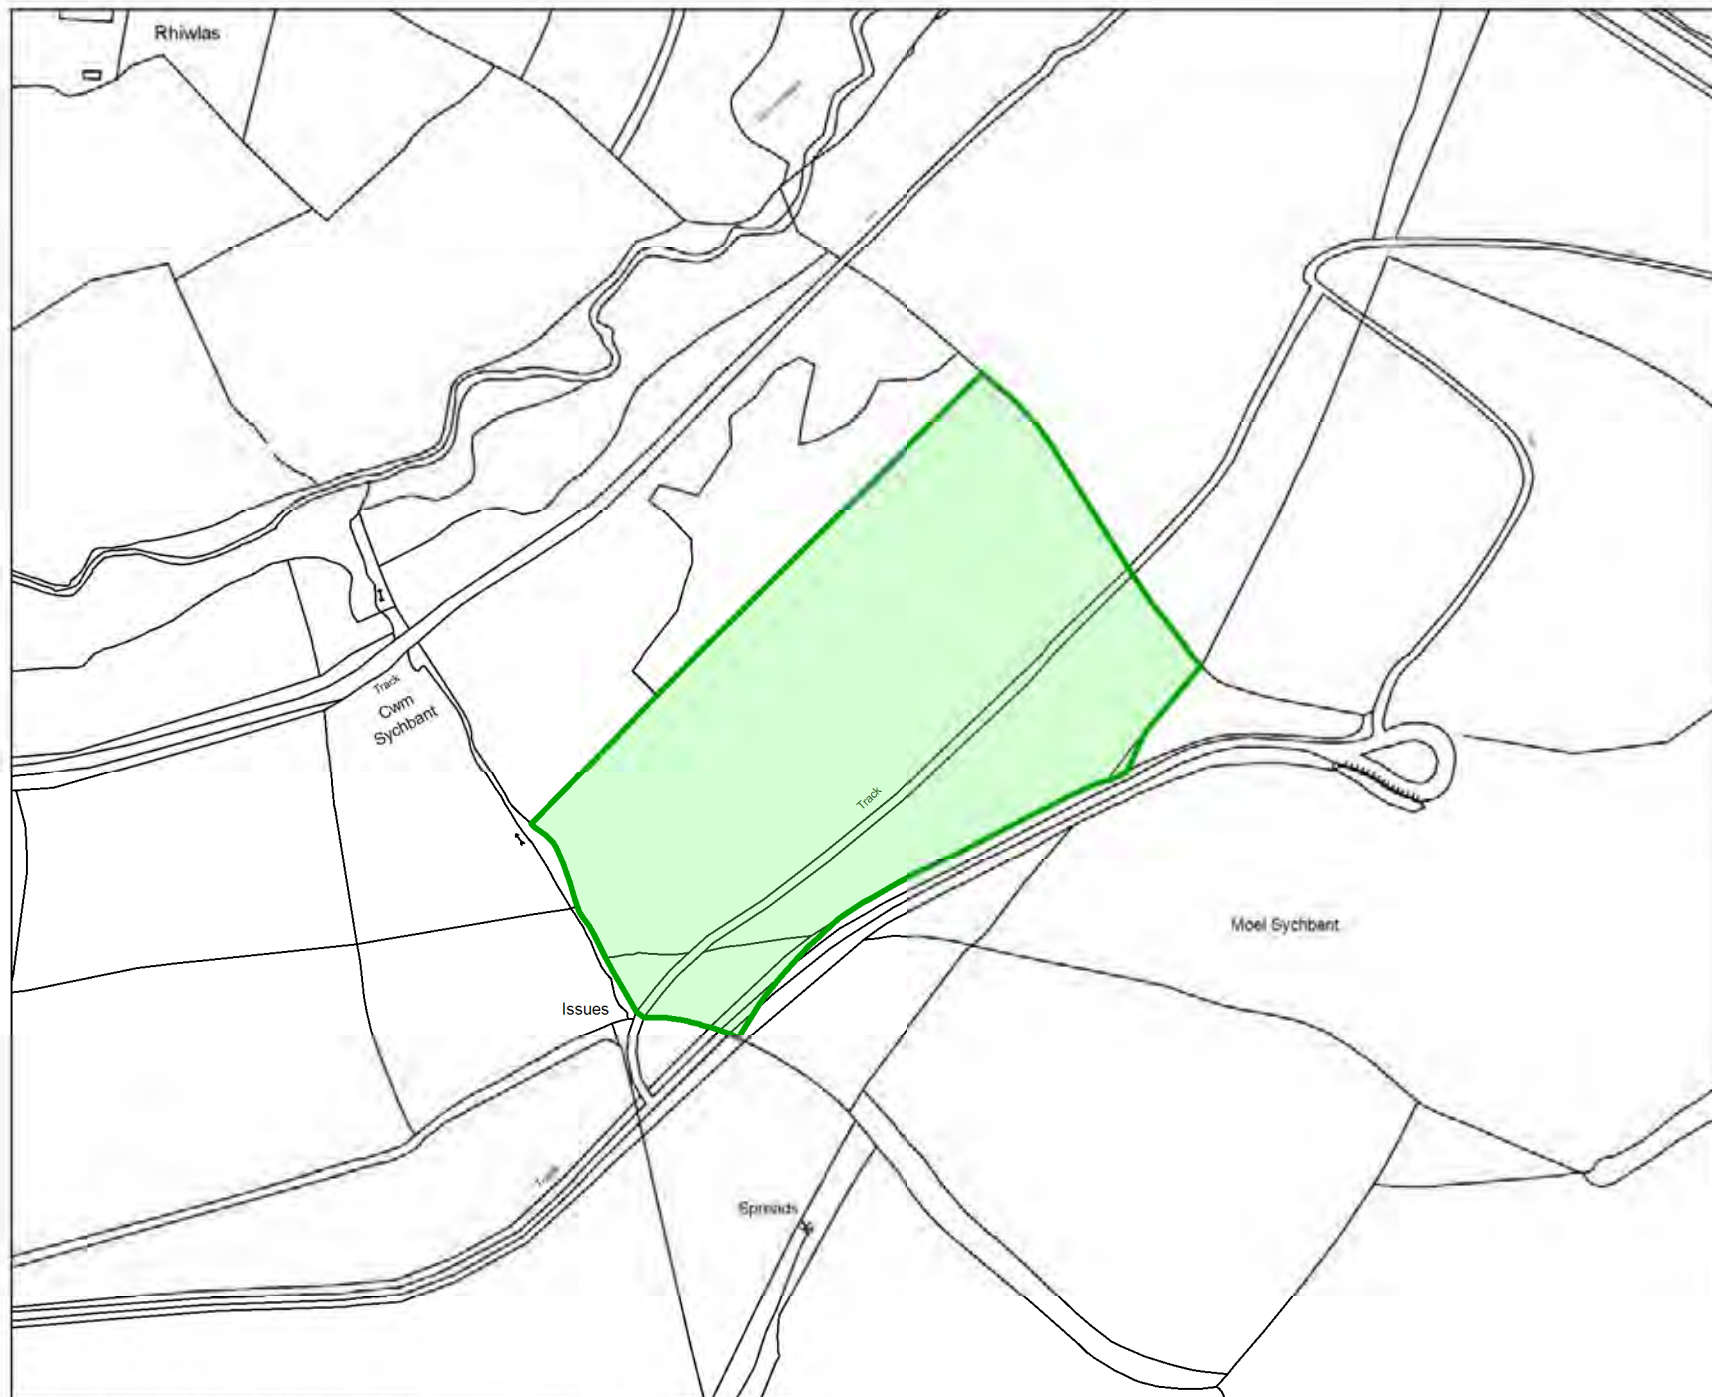 Rhiwlas
Track
Cwm
Sychbant
Track
Moel Sychbant
Issues
Track
Spreads